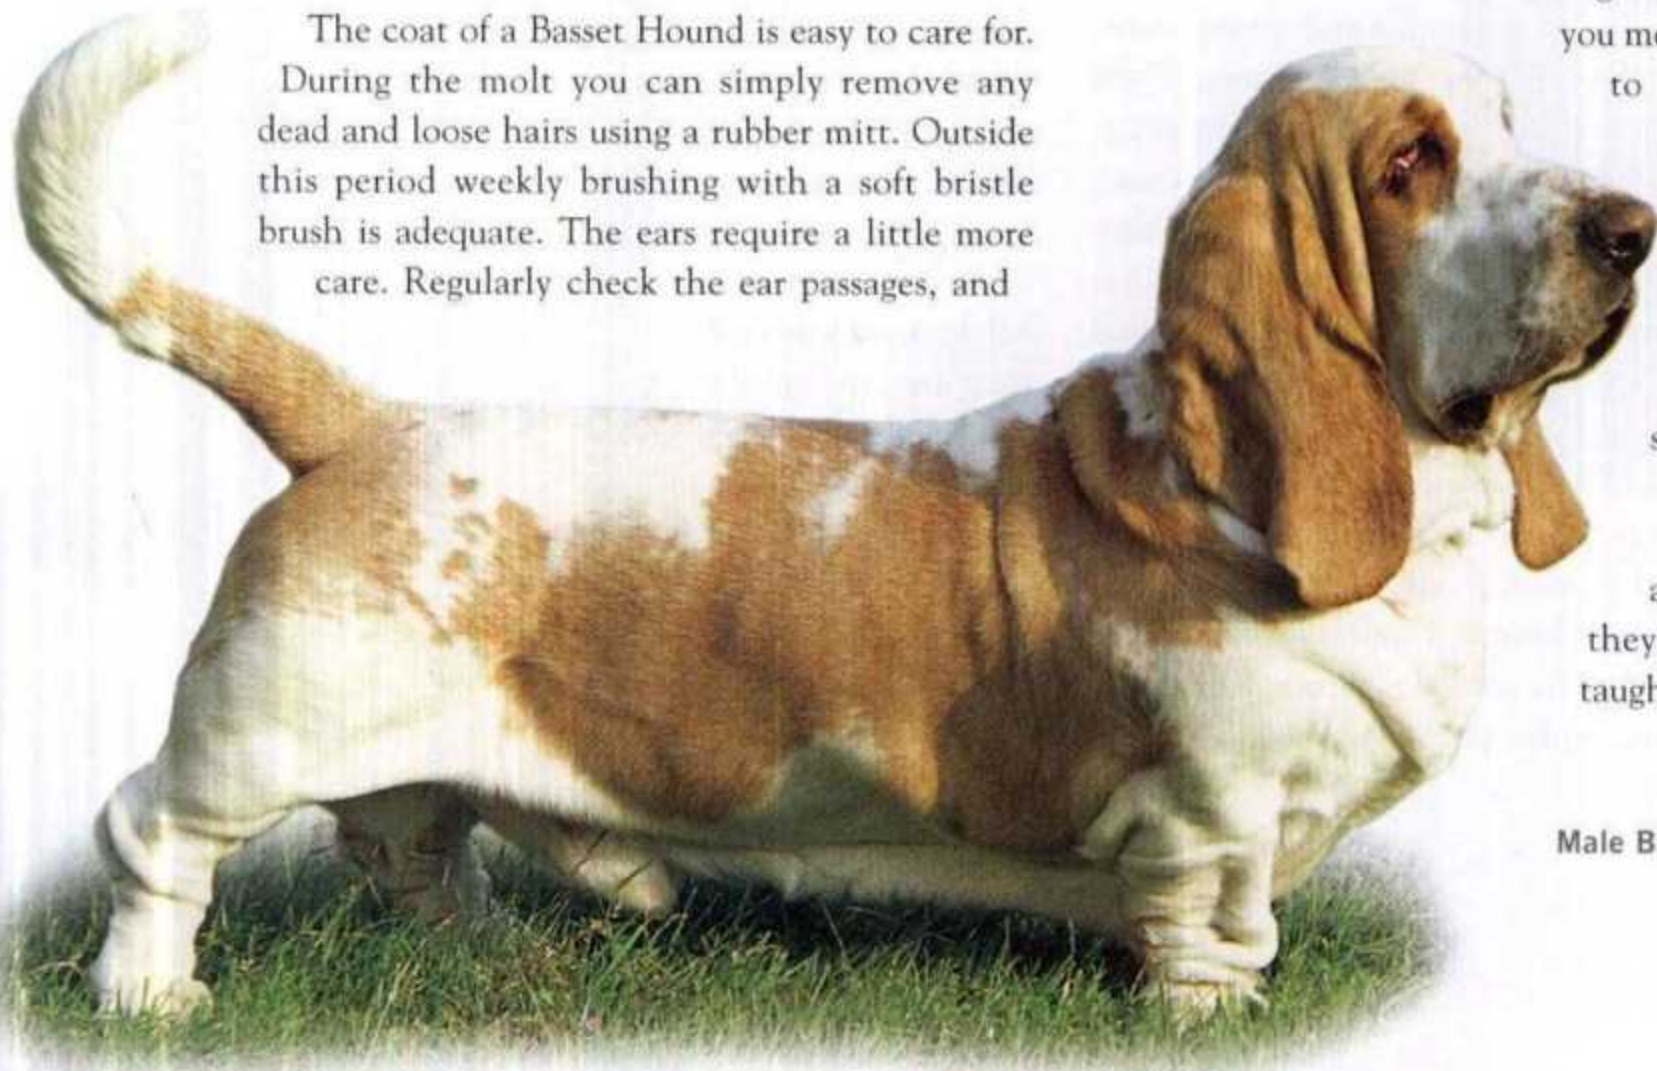 The coat of a Basset Hound is easy to care for.
During the molt you can simply remove any
dead and loose hairs using a rubber mitt. Outside
this period weekly brushing with a soft bristle
brush is adequate. The ears require a little more
care. Regularly check the ear passages, and
you
to
they
Male